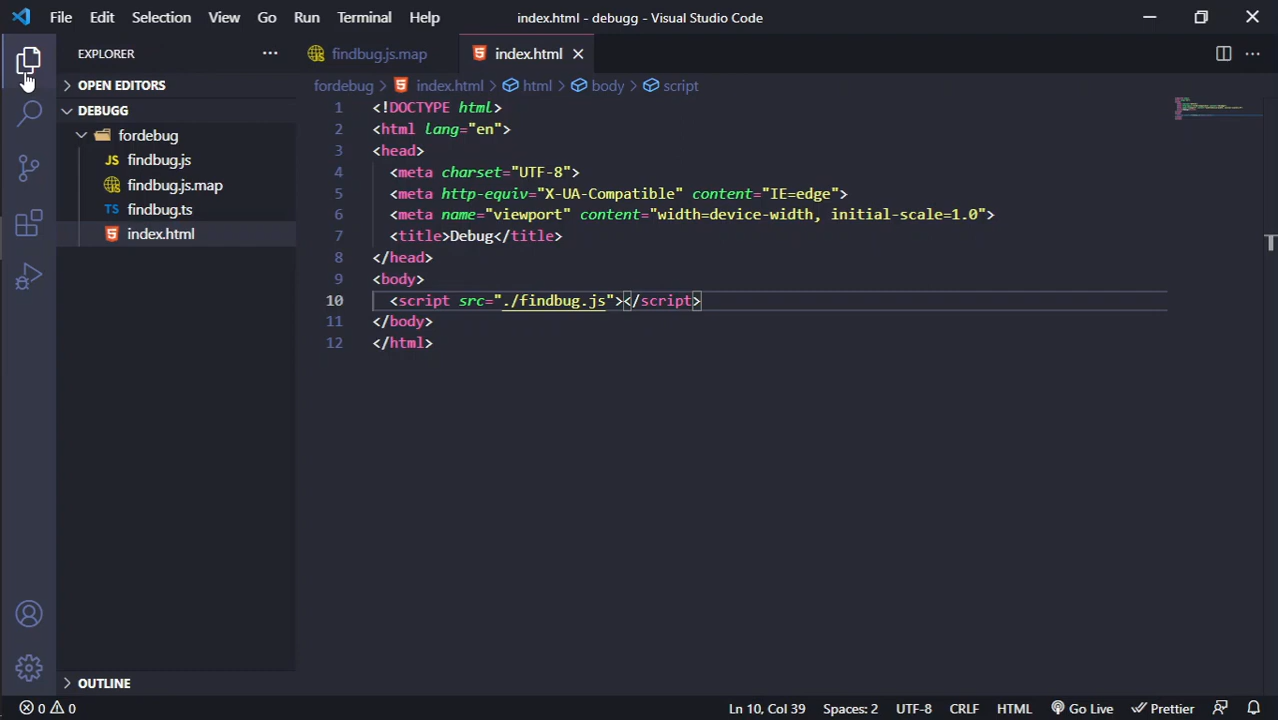 File Edit Selection View Go Run Terminal Help index.html - debugg - Visual Studio Code
EXPLORER ··· findbug.js.map index.html ···
OPEN EDITORS
fordebug > index.html > html > body > script
DEBUGG
fordebug
JS findbug.js
findbug.js.map
TS findbug.ts
index.html
1 <!DOCTYPE html>
2 <html lang="en">
3 <head>
4 <meta charset="UTF-8">
5 <meta http-equiv="X-UA-Compatible" content="IE=edge">
6 <meta name="viewport" content="width=device-width, initial-scale=1.0">
7 <title>Debug</title>
8 </head>
9 <body>
10 <script src="./findbug.js"></script>
11 </body>
12 </html>
OUTLINE
0 0 Ln 10, Col 39 Spaces: 2 UTF-8 CRLF HTML Go Live Prettier